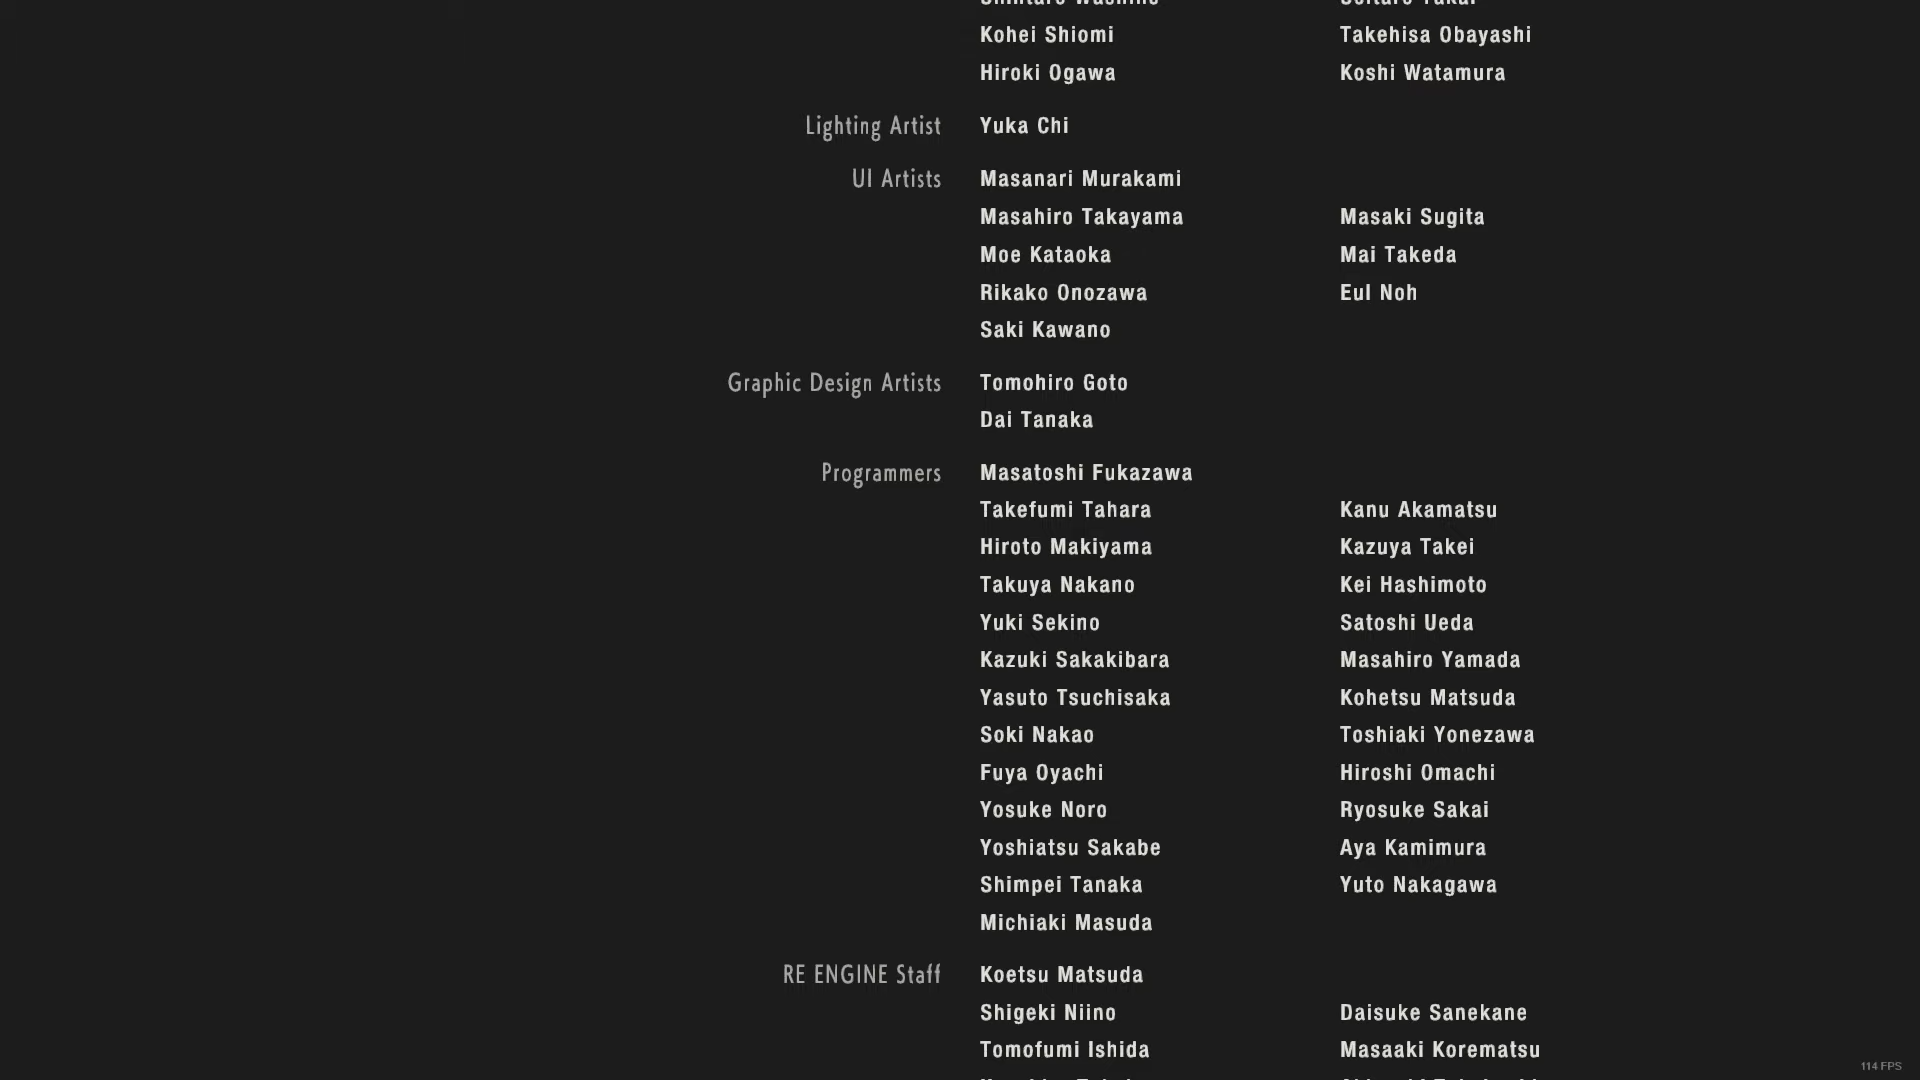 Kohei Shiomi Takehisa Obayashi
Hiroki Ogawa Koshi Watamura
Lighting Artist Yuka Chi
UI Artists Masanari Murakami
Masahiro Takayama Masaki Sugita
Moe Kataoka Mai Takeda
Rikako Onozawa Eul Noh
Saki Kawano
Graphic Design Artists Tomohiro Goto
Dai Tanaka
Programmers Masatoshi Fukazawa
Takefumi Tahara Kanu Akamatsu
Hiroto Makiyama Kazuya Takei
Takuya Nakano Kei Hashimoto
Yuki Sekino Satoshi Ueda
Kazuki Sakakibara Masahiro Yamada
Yasuto Tsuchisaka Kohetsu Matsuda
Soki Nakao Toshiaki Yonezawa
Fuya Oyachi Hiroshi Omachi
Yosuke Noro Ryosuke Sakai
Yoshiatsu Sakabe Aya Kamimura
Shimpei Tanaka Yuto Nakagawa
Michiaki Masuda
RE ENGINE Staff Koetsu Matsuda
Shigeki Niino Daisuke Sanekane
Tomofumi Ishida Masaaki Korematsu
114 FPS